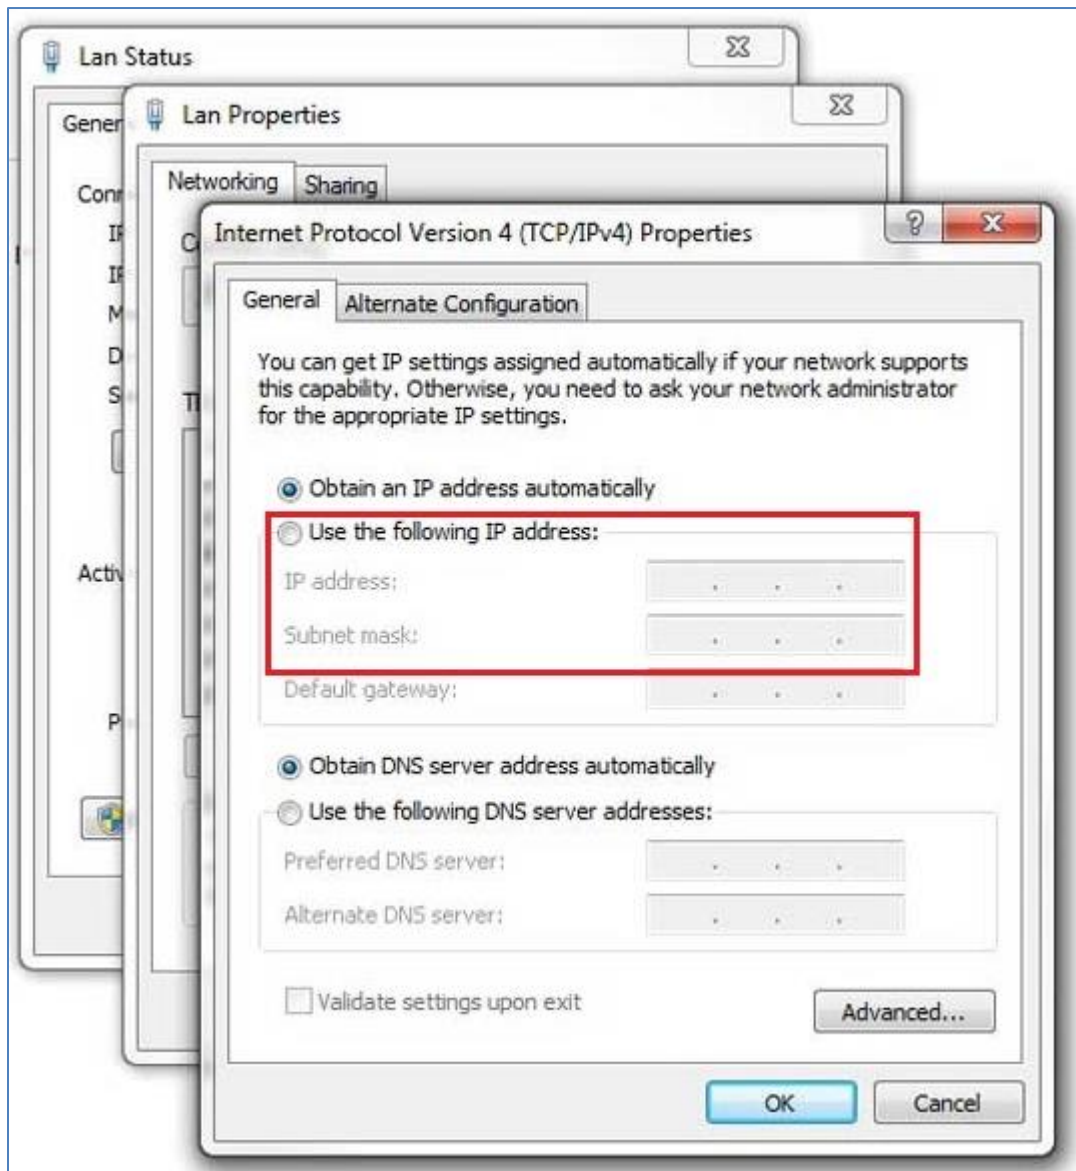 Lan Status
Lan Properties
Networking
Sharing
Internet Protocol Version 4 (TCP/IPv4) Properties
General
Alternate Configuration
You can get IP settings assigned automatically if your network supports
this capability. Otherwise, you need to ask your network administrator
for the appropriate IP settings.
Obtain an IP address automatically
Use the following IP address:
IP address:
Subnet mask:
Default gateway:
Obtain DNS server address automatically
Use the following DNS server addresses:
Preferred DNS server:
Alternate DNS server:
Validate settings upon exit
Advanced...
OK
Cancel